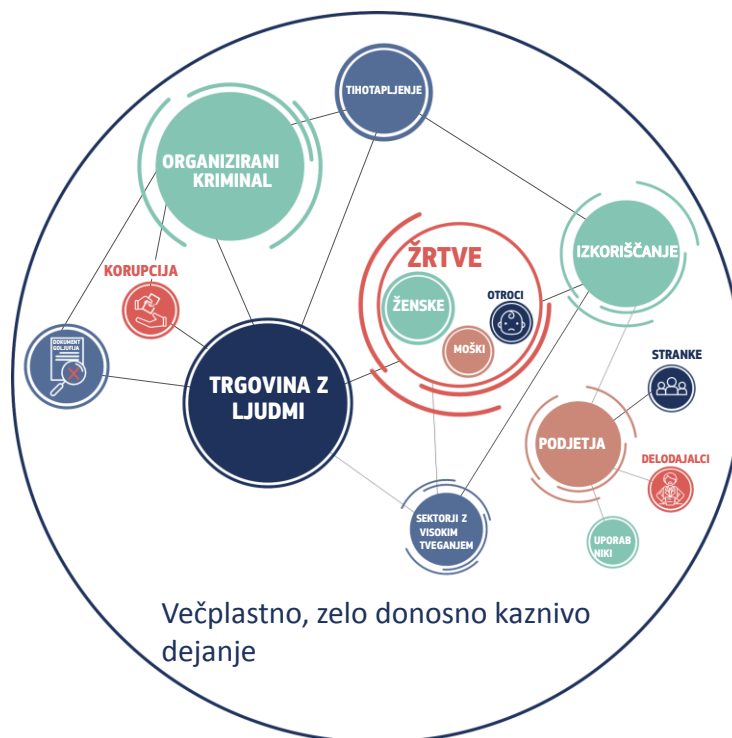 TIHOTAPLJENJE
ORGANIZIRANI
KRIMINAL
ŽRTVE
IZKORIŠČANJE
KORUPCIJA
ŽENSKE
OTROCI
MOŠKI
DOKUMENT
GOLJUFIJA
STRANKE
TRGOVINA Z
LJUDMI
PODJETJA
DELODAJALCI
SEKTORJI Z
VISOKIM
TVEGANJEM
UPORAB
NIKI
Večplastno, zelo donosno kaznivo
dejanje